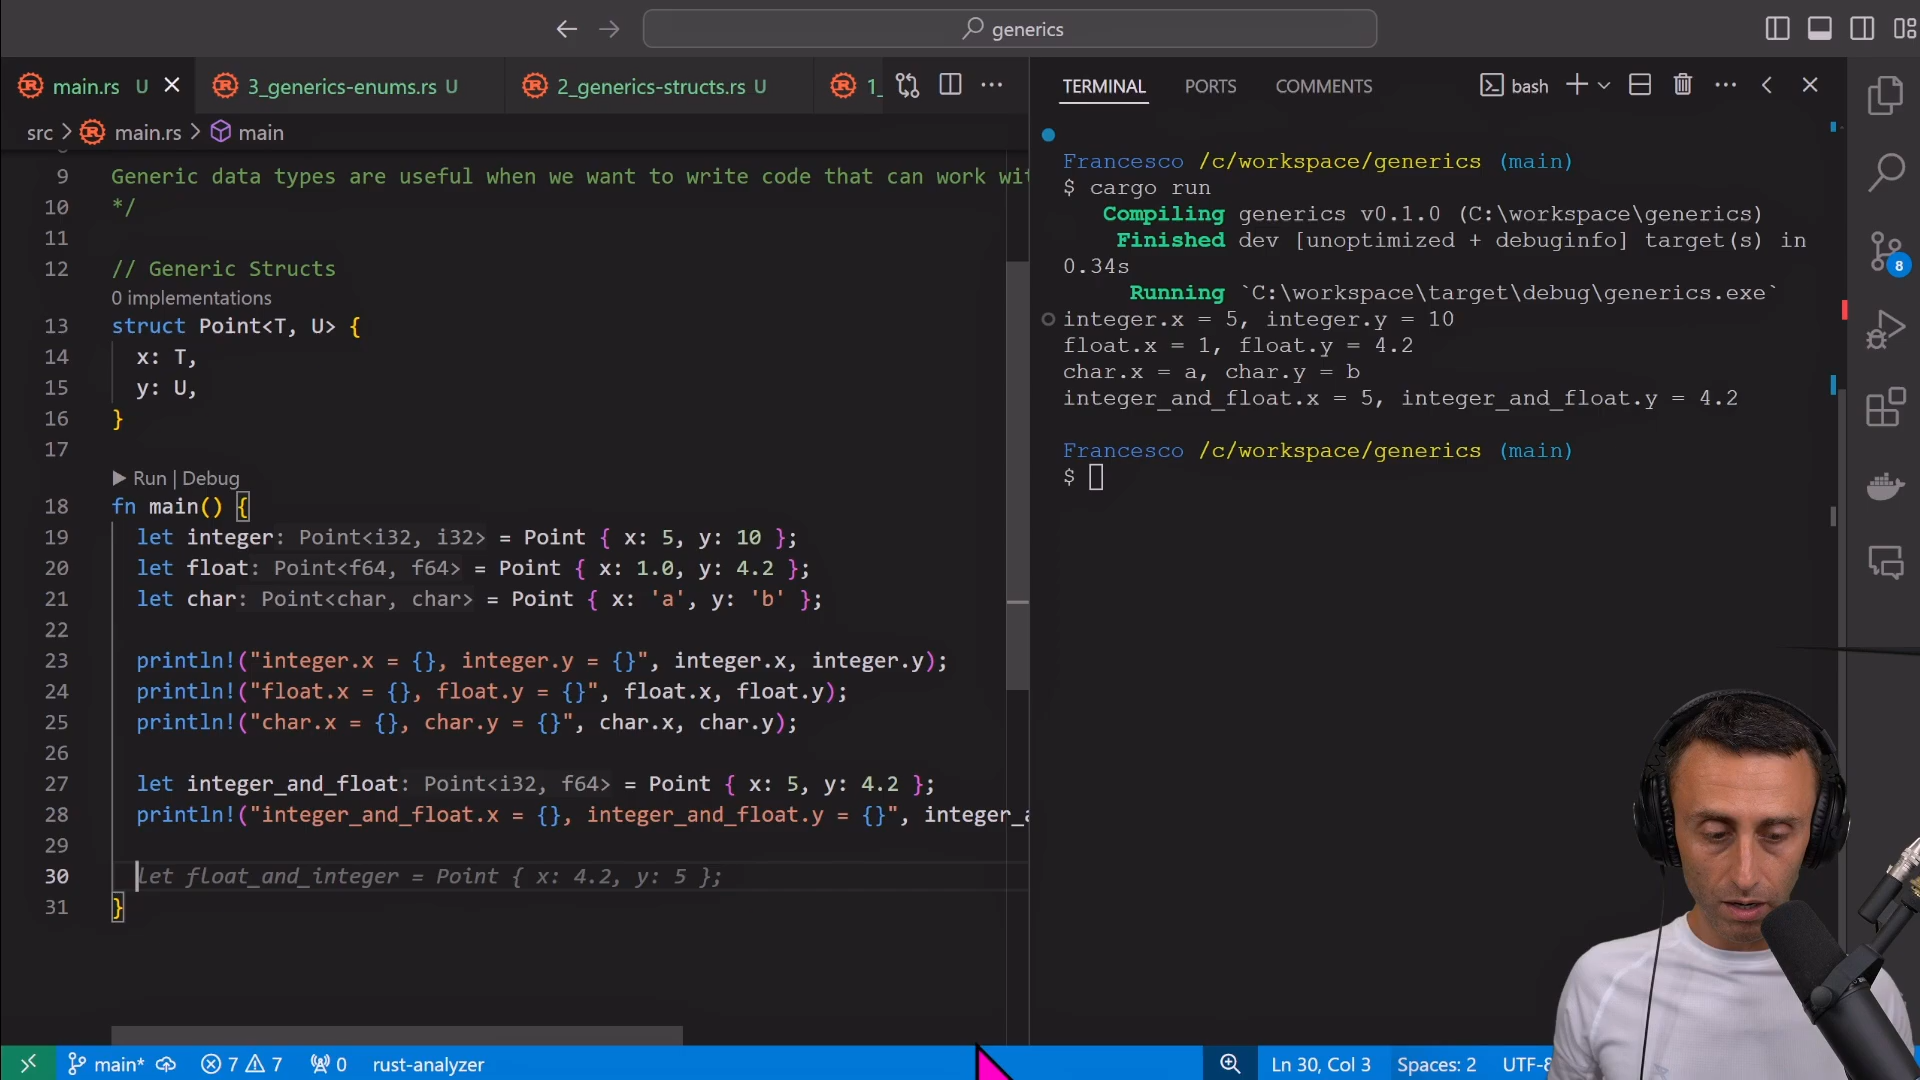 generics
main.rs U
3_generics-enums.rs U
2_generics-structs.rs U
1_
src > main.rs > main
9 Generic data types are useful when we want to write code that can work wit
10 */
11
12 // Generic Structs
0 implementations
13 struct Point<T, U> {
14 x: T,
15 y: U,
16 }
17
Run | Debug
18 fn main() {
19 let integer: Point<i32, i32> = Point { x: 5, y: 10 };
20 let float: Point<f64, f64> = Point { x: 1.0, y: 4.2 };
21 let char: Point<char, char> = Point { x: 'a', y: 'b' };
22
23 println!("integer.x = {}, integer.y = {}", integer.x, integer.y);
24 println!("float.x = {}, float.y = {}", float.x, float.y);
25 println!("char.x = {}, char.y = {}", char.x, char.y);
26
27 let integer_and_float: Point<i32, f64> = Point { x: 5, y: 4.2 };
28 println!("integer_and_float.x = {}, integer_and_float.y = {}", integer_a
29
30 let float_and_integer = Point { x: 4.2, y: 5 };
31 }
TERMINAL PORTS COMMENTS bash
Francesco /c/workspace/generics (main)
$ cargo run
Compiling generics v0.1.0 (C:\workspace\generics)
Finished dev [unoptimized + debuginfo] target(s) in
0.34s
Running `C:\workspace\target\debug\generics.exe`
integer.x = 5, integer.y = 10
float.x = 1, float.y = 4.2
char.x = a, char.y = b
integer_and_float.x = 5, integer_and_float.y = 4.2
Francesco /c/workspace/generics (main)
$
8
main* 7 7 0 rust-analyzer Ln 30, Col 3 Spaces: 2 UTF-8